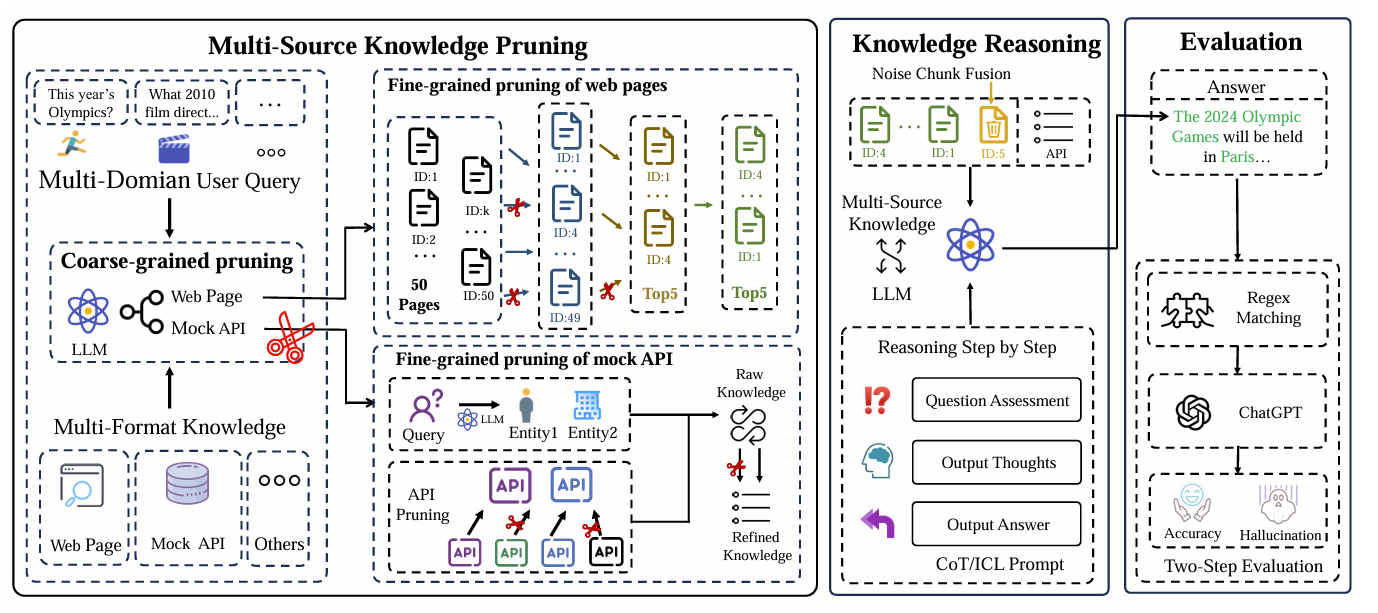 Multi-Source Knowledge Pruning
This year's
Olympics?
What 2010
film direct...
...
Multi-Domian User Query
Coarse-grained pruning
Web Page
Mock API
LLM
Multi-Format Knowledge
Web Page
Mock API
Others
Fine-grained pruning of web pages
ID:1
ID:2
...
50
Pages
ID:k
...
ID:50
ID:1
...
ID:4
...
ID:49
ID:1
...
ID:4
Top5
ID:4
...
ID:1
Top5
Fine-grained pruning of mock API
Query
LLM
Entity1
Entity2
API
Pruning
API
API
API
API
API
API
Raw
Knowledge
Refined
Knowledge
Knowledge Reasoning
Noise Chunk Fusion
ID:4
...
ID:1
ID:5
API
Multi-Source
Knowledge
LLM
Reasoning Step by Step
Question Assessment
Output Thoughts
Output Answer
CoT/ICL Prompt
Evaluation
Answer
The 2024 Olympic
Games will be held
in Paris...
Regex
Matching
ChatGPT
Accuracy
Hallucination
Two-Step Evaluation